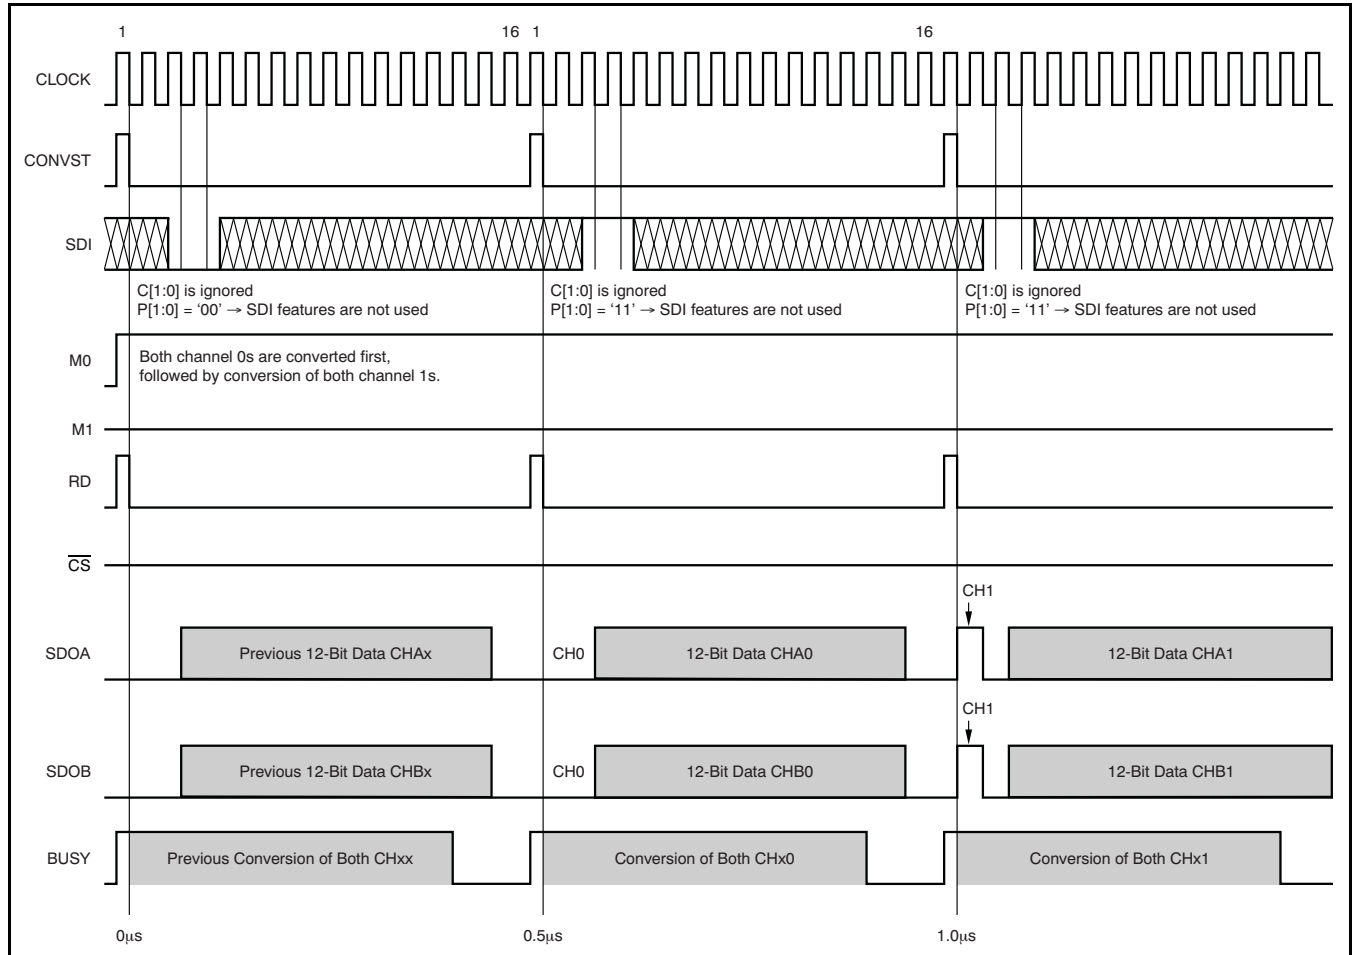 1 16 1 16
CLOCK
CONVST
SDI
C[1:0] is ignored
P[1:0] = ‘00’ → SDI features are not used
C[1:0] is ignored
P[1:0] = ‘11’ → SDI features are not used
C[1:0] is ignored
P[1:0] = ‘11’ → SDI features are not used
M0
Both channel 0s are converted first,
followed by conversion of both channel 1s.
M1
RD
CS
CH1
SDOA Previous 12-Bit Data CHAx CH0 12-Bit Data CHA0 12-Bit Data CHA1
CH1
SDOB Previous 12-Bit Data CHBx CH0 12-Bit Data CHB0 12-Bit Data CHB1
BUSY Previous Conversion of Both CHxx Conversion of Both CHx0 Conversion of Both CHx1
0µs 0.5µs 1.0µs